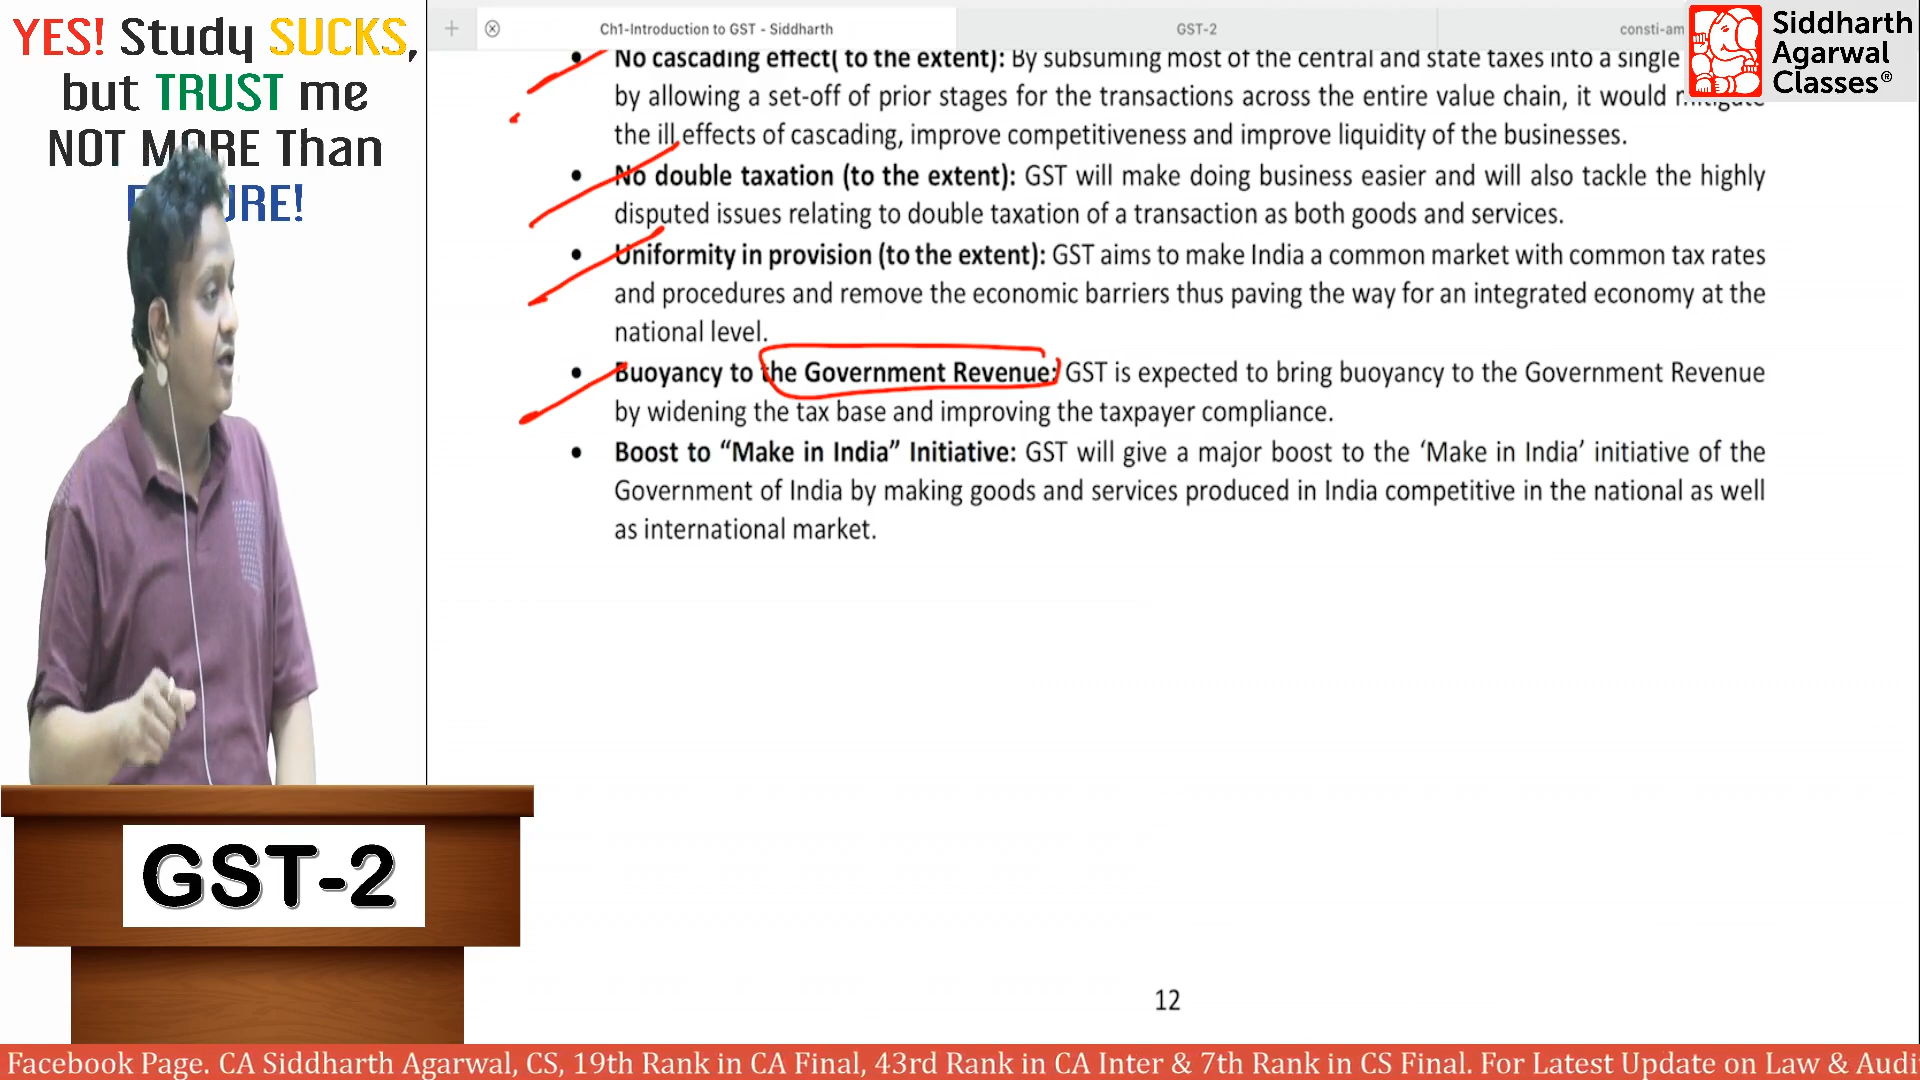 YES! Study SUCKS,
but TRUST me
NOT MORE Than
URE!
Ch1-Introduction to GST - Siddharth
GST-2
consti-am
Siddharth
Agarwal
Classes®
• No cascading effect( to the extent): By subsuming most of the central and state taxes into a single
by allowing a set-off of prior stages for the transactions across the entire value chain, it would mitigate
the ill effects of cascading, improve competitiveness and improve liquidity of the businesses.
• No double taxation (to the extent): GST will make doing business easier and will also tackle the highly
disputed issues relating to double taxation of a transaction as both goods and services.
• Uniformity in provision (to the extent): GST aims to make India a common market with common tax rates
and procedures and remove the economic barriers thus paving the way for an integrated economy at the
national level.
• Buoyancy to the Government Revenue: GST is expected to bring buoyancy to the Government Revenue
by widening the tax base and improving the taxpayer compliance.
• Boost to “Make in India” Initiative: GST will give a major boost to the ‘Make in India’ initiative of the
Government of India by making goods and services produced in India competitive in the national as well
as international market.
GST-2
12
Facebook Page. CA Siddharth Agarwal, CS, 19th Rank in CA Final, 43rd Rank in CA Inter & 7th Rank in CS Final. For Latest Update on Law & Audi